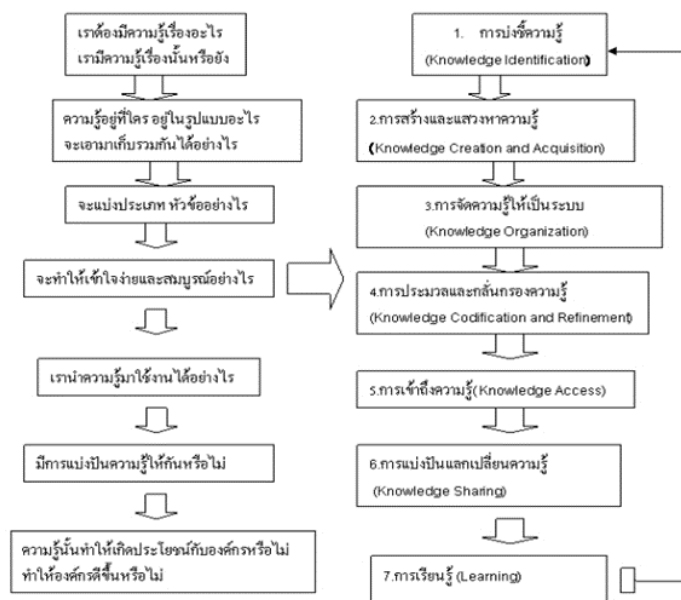 เราต้องมีความรู้เรื่องอะไร
เรามีความรู้เรื่องนั้นหรือยัง
ความรู้อยู่ที่ใคร อยู่ในรูปแบบอะไร
จะเอามาเก็บรวมกันได้อย่างไร
จะแบ่งประเภท หัวข้ออย่างไร
จะทำให้เข้าใจง่ายและสมบูรณ์อย่างไร
เรานำความรู้มาใช้งานได้อย่างไร
มีการแบ่งปันความรู้ให้กันหรือไม่
ความรู้นั้นทำให้เกิดประโยชน์กับองค์กรหรือไม่
ทำให้องค์กรดีขึ้นหรือไม่
1. การบ่งชี้ความรู้
(Knowledge Identification)
2.การสร้างและแสวงหาความรู้
(Knowledge Creation and Acquisition)
3.การจัดความรู้ให้เป็นระบบ
(Knowledge Organization)
4.การประมวลและกลั่นกรองความรู้
(Knowledge Codification and Refinement)
5.การเข้าถึงความรู้(Knowledge Access)
6.การแบ่งปันแลกเปลี่ยนความรู้
(Knowledge Sharing)
7.การเรียนรู้ (Learning)